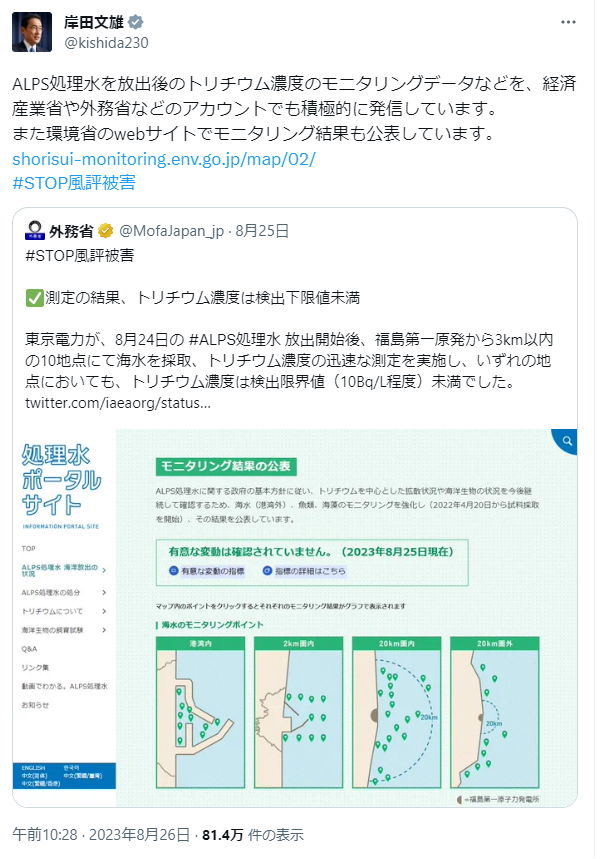 岸田文雄
@kishida230
ALPS処理水を放出後のトリチウム濃度のモニタリングデータなどを、経済
産業省や外務省などのアカウントでも積極的に発信しています。
また環境省のwebサイトでモニタリング結果も公表しています。
shorisui-monitoring.env.go.jp/map/02/
#STOP風評被害
外務省 @MofaJapan_jp · 8月25日
#STOP風評被害
✅測定の結果、トリチウム濃度は検出下限値未満
東京電力が、8月24日の #ALPS処理水 放出開始後、福島第一原発から3km以内
の10地点にて海水を採取、トリチウム濃度の迅速な測定を実施し、いずれの地
点においても、トリチウム濃度は検出限界値（10Bq/L程度）未満でした。
twitter.com/iaeaorg/status…
処理水
ポータル
サイト
INFORMATION PORTAL SITE
TOP
ALPS処理水 海洋放出の
状況
ALPS処理水の処分
トリチウムについて
海洋生物の飼育試験
Q&A
リンク集
動画でわかる。ALPS処理水
お知らせ
ENGLISH 한국어
中文(简体) 中文(繁體/臺灣)
中文(繁體/香港)
モニタリング結果の公表
ALPS処理水に関する政府の基本方針に従い、トリチウムを中心とした拡散状況や海洋生物の状況を今後継
続して確認するため、海水（港湾外）、魚類、海藻のモニタリングを強化し（2022年4月20日から試料採取
を開始）、その結果を公表しています。
有意な変動は確認されていません。（2023年8月25日現在）
有意な変動の指標 指標の詳細はこちら
マップ内のポイントをクリックするとそれぞれのモニタリング結果がグラフで表示されます
海水のモニタリングポイント
港湾内 2km圏内 20km圏内 20km圏外
20km 20km
=福島第一原子力発電所
午前10:28 · 2023年8月26日 · 81.4万 件の表示